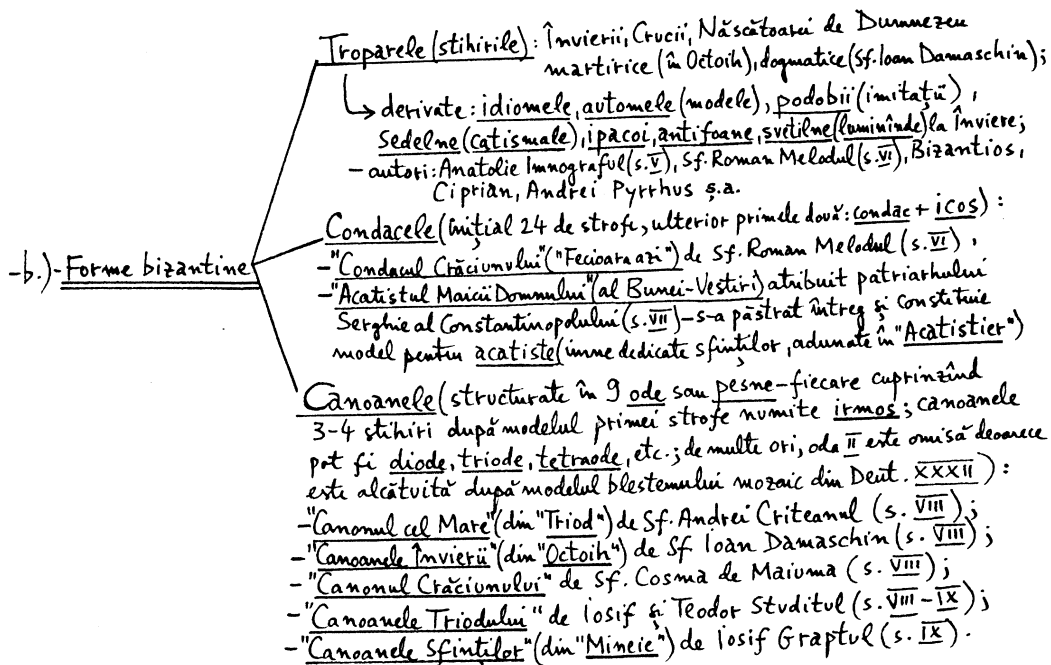 Troparele (stihirile): Învierii, Crucii, Născătoarei de Dumnezeu
martirice (în Octoih), dogmatice (Sf. Ioan Damaschin);
→ derivate: idiomele, automele (modele), podobii (imitații),
Sedelne (catismale), ipacoi, antifoane, svetilne (luminînde) la Înviere;
- autori: Anatolie Imnograful (s. V), Sf. Roman Melodul (s. VI), Bizantios,
Ciprian, Andrei Pyrrhus ș.a.
Condacele (inițial 24 de strofe, ulterior primele două: condac + icos):
-"Condacul Crăciunului" ("Fecioara azi") de Sf. Roman Melodul (s. VI),
-b.)-Forme bizantine
-"Acatistul Maicii Domnului" (al Bunei-Vestiri) atribuit patriarhului
Serghie al Constantinopolului (s. VII) - s-a păstrat întreg și constituie
model pentru acatiste (imne dedicate sfinților, adunate în "Acatistier")
Canoanele (structurate în 9 ode sau pesne - fiecare cuprinzînd
3-4 stihiri după modelul primei strofe numite irmos; canoanele
pot fi diode, triode, tetraode, etc.; de multe ori, oda II este omisă deoarece
este alcătuită după modelul blestemului mozaic din Deut. XXXII):
-"Canonul cel Mare" (din "Triod") de Sf. Andrei Criteanul (s. VIII);
-"Canoanele Învierii" (din "Octoih") de Sf Ioan Damaschin (s. VIII);
-"Canonul Crăciunului" de Sf. Cosma de Maiuma (s. VIII);
-"Canoanele Triodului" de Iosif și Teodor Studitul (s. VIII-IX);
-"Canoanele Sfinților" (din "Mineie") de Iosif Graptul (s. IX).